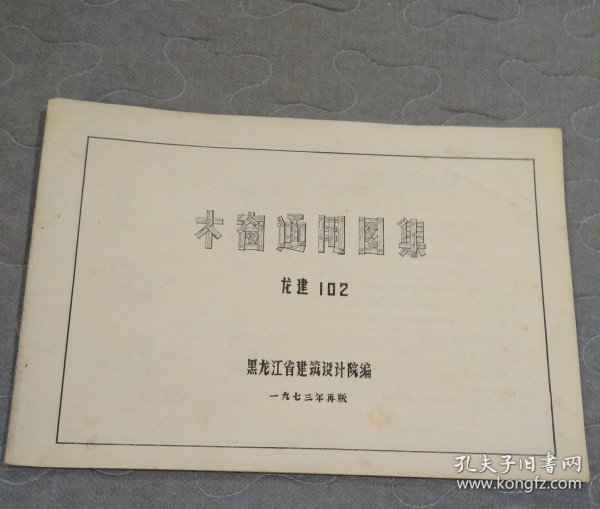 木窗通用图集
龙建 102
黑龙江省建筑设计院编
一九七三年再版
孔夫子旧书网
www.kongfz.com